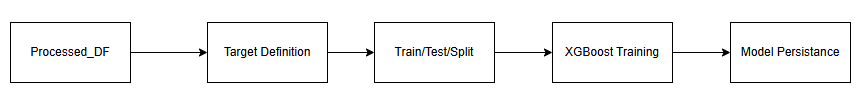 Processed_DF
Target Definition
Train/Test/Split
XGBoost Training
Model Persistance